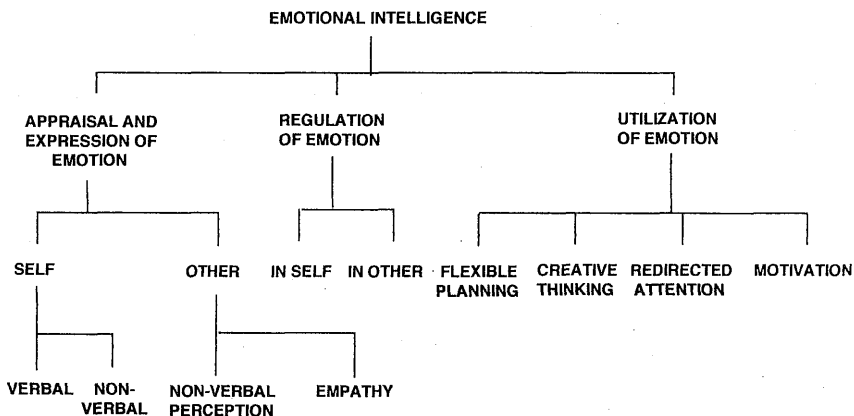 EMOTIONAL INTELLIGENCE
APPRAISAL AND
EXPRESSION OF
EMOTION
REGULATION
OF EMOTION
UTILIZATION
OF EMOTION
SELF
OTHER
IN SELF
IN OTHER
FLEXIBLE
PLANNING
CREATIVE
THINKING
REDIRECTED
ATTENTION
MOTIVATION
VERBAL
NON-
VERBAL
NON-VERBAL
PERCEPTION
EMPATHY